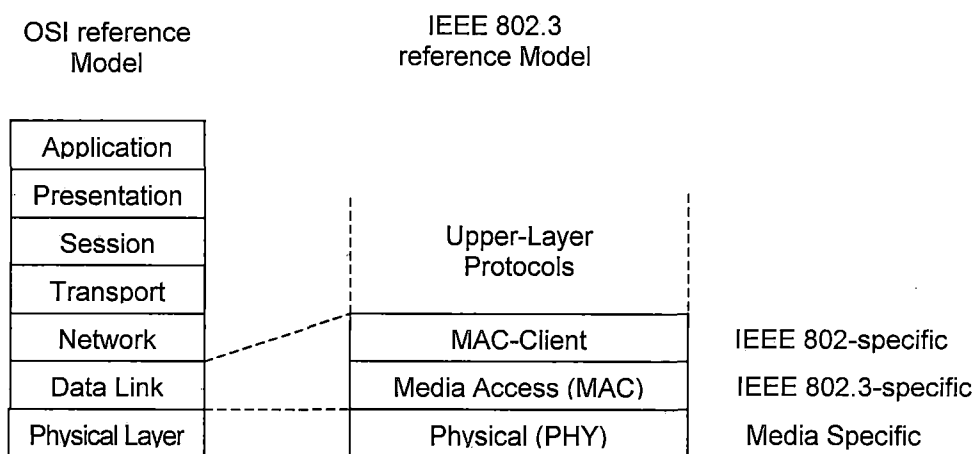 OSI reference
Model
IEEE 802.3
reference Model
Application
Presentation
Session
Transport
Network
Data Link
Physical Layer
Upper-Layer
Protocols
MAC-Client
Media Access (MAC)
Physical (PHY)
IEEE 802-specific
IEEE 802.3-specific
Media Specific